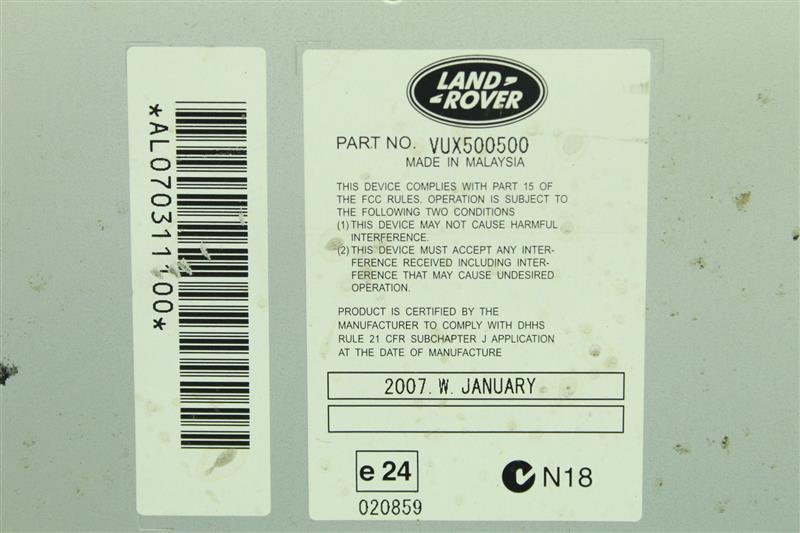 *AL070311 00*
LAND
ROVER
PART NO. VUX500500
MADE IN MALAYSIA
THIS DEVICE COMPLIES WITH PART 15 OF
THE FCC RULES. OPERATION IS SUBJECT TO
THE FOLLOWING TWO CONDITIONS
(1) THIS DEVICE MAY NOT CAUSE HARMFUL
INTERFERENCE.
(2) THIS DEVICE MUST ACCEPT ANY INTER-
FERENCE RECEIVED INCLUDING INTER-
FERENCE THAT MAY CAUSE UNDESIRED
OPERATION.
PRODUCT IS CERTIFIED BY THE
MANUFACTURER TO COMPLY WITH DHHS
RULE 21 CFR SUBCHAPTER J APPLICATION
AT THE DATE OF MANUFACTURE
2007. W. JANUARY
e 24
N18
020859